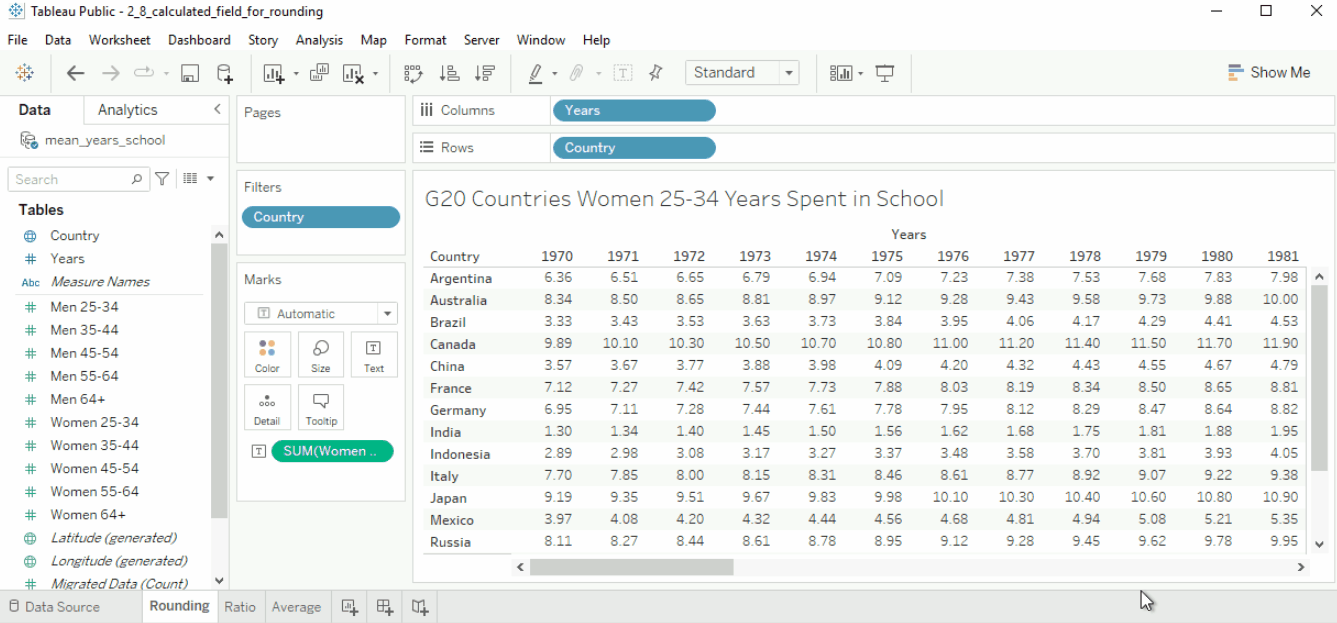 Tableau Public - 2_8_calculated_field_for_rounding
File Data Worksheet Dashboard Story Analysis Map Format Server Window Help
Standard
Show Me
Data Analytics
mean_years_school
Search
Tables
Country
Years
Abc Measure Names
Men 25-34
Men 35-44
Men 45-54
Men 55-64
Men 64+
Women 25-34
Women 35-44
Women 45-54
Women 55-64
Women 64+
Latitude (generated)
Longitude (generated)
Migrated Data (Count)
Pages
Filters
Country
Marks
T Automatic
Color Size Text
Detail Tooltip
T SUM(Women ..
Columns Years
Rows Country
G20 Countries Women 25-34 Years Spent in School
Years
Country 1970 1971 1972 1973 1974 1975 1976 1977 1978 1979 1980 1981
Argentina 6.36 6.51 6.65 6.79 6.94 7.09 7.23 7.38 7.53 7.68 7.83 7.98
Australia 8.34 8.50 8.65 8.81 8.97 9.12 9.28 9.43 9.58 9.73 9.88 10.00
Brazil 3.33 3.43 3.53 3.63 3.73 3.84 3.95 4.06 4.17 4.29 4.41 4.53
Canada 9.89 10.10 10.30 10.50 10.70 10.80 11.00 11.20 11.40 11.50 11.70 11.90
China 3.57 3.67 3.77 3.88 3.98 4.09 4.20 4.32 4.43 4.55 4.67 4.79
France 7.12 7.27 7.42 7.57 7.73 7.88 8.03 8.19 8.34 8.50 8.65 8.81
Germany 6.95 7.11 7.28 7.44 7.61 7.78 7.95 8.12 8.29 8.47 8.64 8.82
India 1.30 1.34 1.40 1.45 1.50 1.56 1.62 1.68 1.75 1.81 1.88 1.95
Indonesia 2.89 2.98 3.08 3.17 3.27 3.37 3.48 3.58 3.70 3.81 3.93 4.05
Italy 7.70 7.85 8.00 8.15 8.31 8.46 8.61 8.77 8.92 9.07 9.22 9.38
Japan 9.19 9.35 9.51 9.67 9.83 9.98 10.10 10.30 10.40 10.60 10.80 10.90
Mexico 3.97 4.08 4.20 4.32 4.44 4.56 4.68 4.81 4.94 5.08 5.21 5.35
Russia 8.11 8.27 8.44 8.61 8.78 8.95 9.12 9.28 9.45 9.62 9.78 9.95
Data Source Rounding Ratio Average